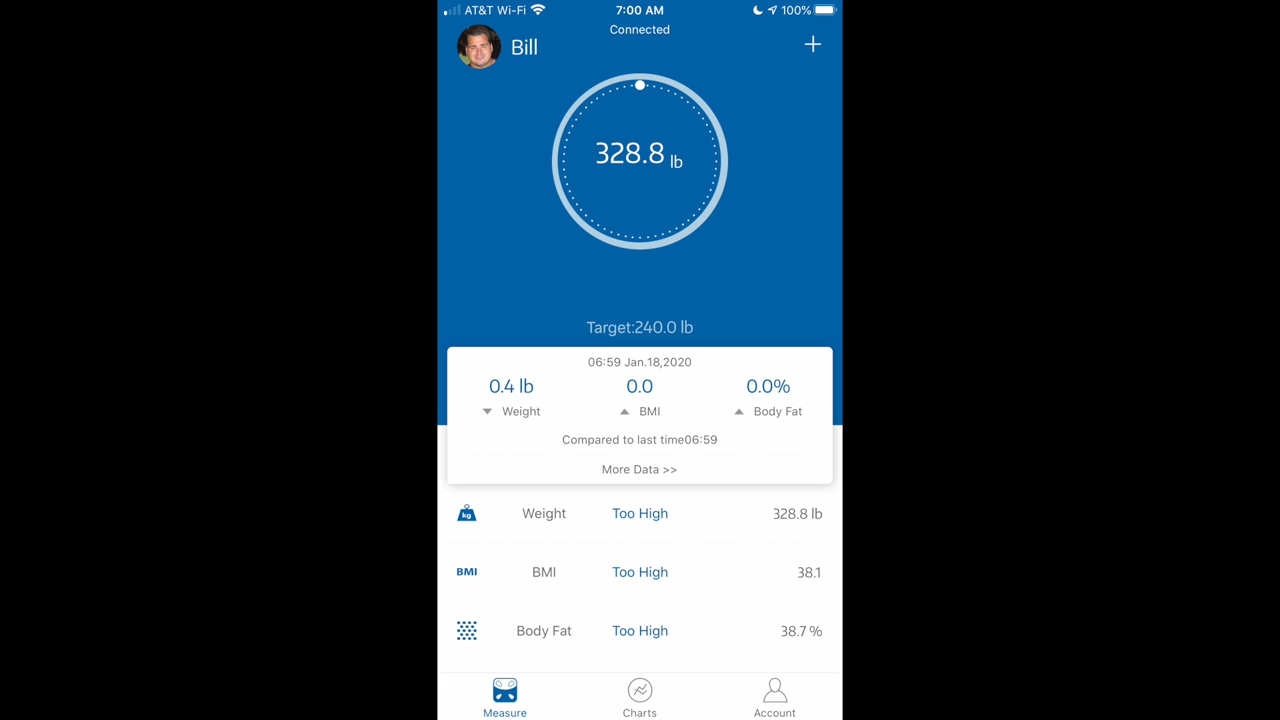 AT&T Wi-Fi 7:00 AM 100%
Connected
Bill
328.8 lb
Target:240.0 lb
06:59 Jan.18,2020
0.4 lb 0.0 0.0%
Weight BMI Body Fat
Compared to last time06:59
More Data >>
kg Weight Too High 328.8 lb
BMI BMI Too High 38.1
Body Fat Too High 38.7 %
Measure Charts Account